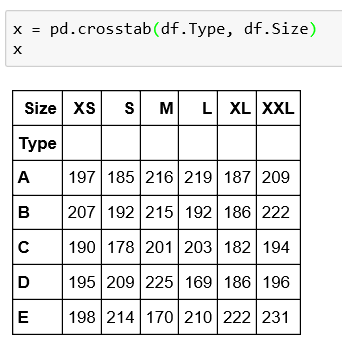 x = pd.crosstab(df.Type, df.Size)
x
Size XS S M L XL XXL
Type
A 197 185 216 219 187 209
B 207 192 215 192 186 222
C 190 178 201 203 182 194
D 195 209 225 169 186 196
E 198 214 170 210 222 231